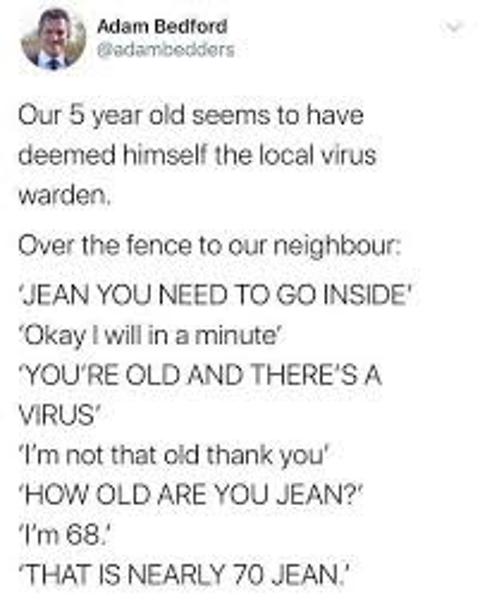 Adam Bedford
@adambedders
Our 5 year old seems to have
deemed himself the local virus
warden.
Over the fence to our neighbour:
'JEAN YOU NEED TO GO INSIDE'
'Okay I will in a minute'
'YOU'RE OLD AND THERE'S A
VIRUS'
'I'm not that old thank you'
'HOW OLD ARE YOU JEAN?'
'I'm 68.'
'THAT IS NEARLY 70 JEAN.'